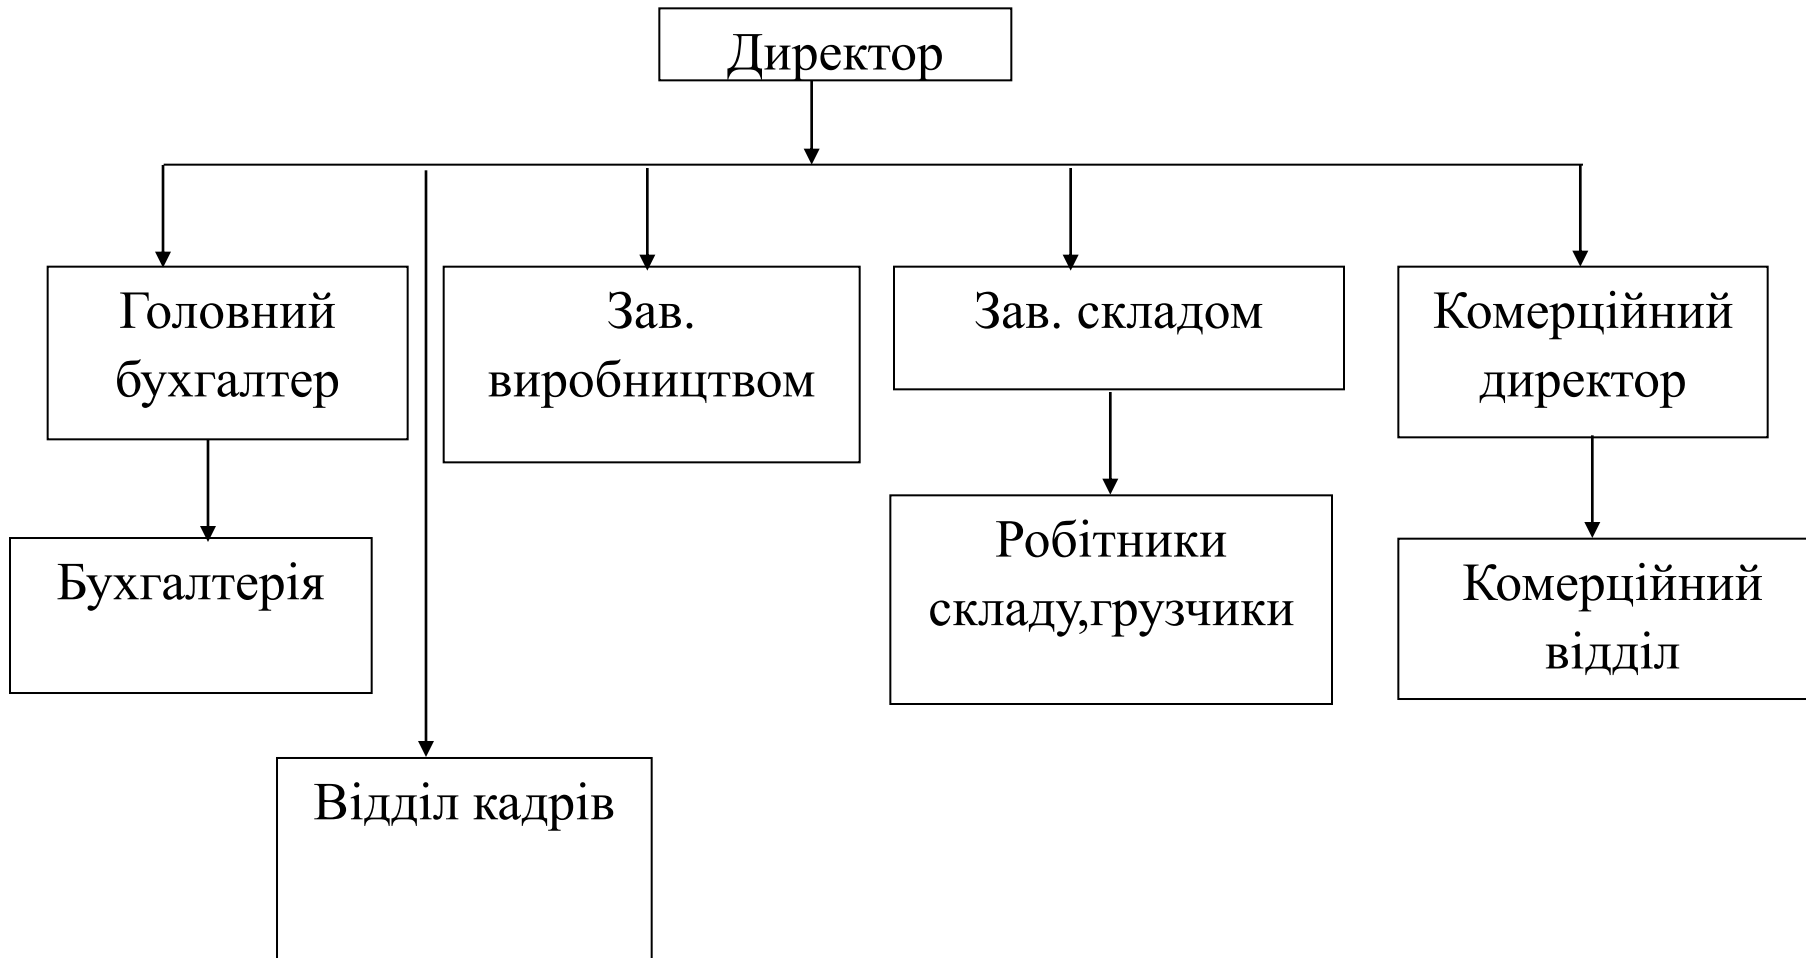 Директор
Головний
бухгалтер
Зав.
виробництвом
Зав. складом
Комерційний
директор
Бухгалтерія
Робітники
складу,грузчики
Комерційний
відділ
Відділ кадрів